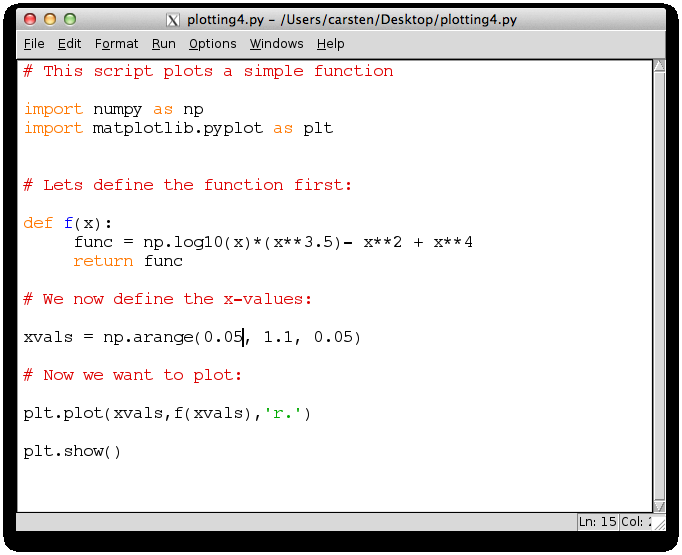 plotting4.py - /Users/carsten/Desktop/plotting4.py
File Edit Format Run Options Windows Help
# This script plots a simple function
import numpy as np
import matplotlib.pyplot as plt
# Lets define the function first:
def f(x):
func = np.log10(x)*(x**3.5)- x**2 + x**4
return func
# We now define the x-values:
xvals = np.arange(0.05, 1.1, 0.05)
# Now we want to plot:
plt.plot(xvals,f(xvals),'r.')
plt.show()
Ln: 15 Col: